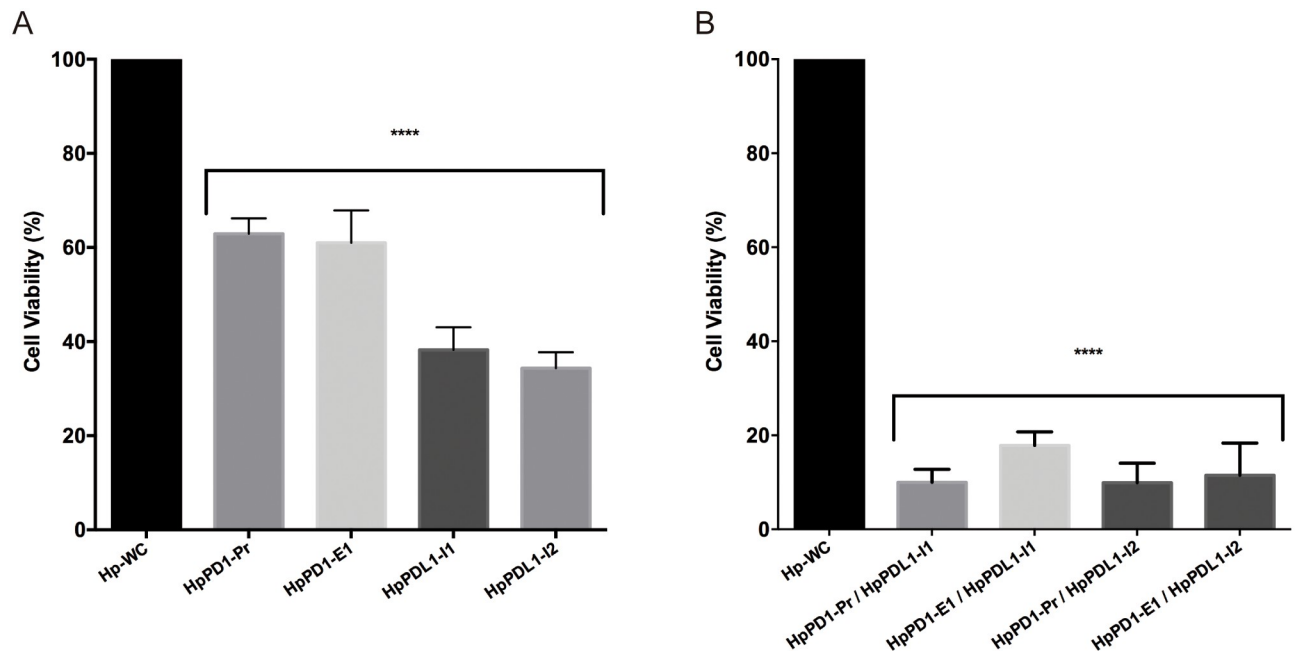 A
Cell Viability (%)
100
80
60
40
20
0
****
Hp-WC
HpPD1-Pr
HpPD1-E1
HpPDL1-I1
HpPDL1-I2
B
Cell Viability (%)
100
80
60
40
20
0
****
Hp-WC
HpPD1-Pr / HpPDL1-I1
HpPD1-E1 / HpPDL1-I1
HpPD1-Pr / HpPDL1-I2
HpPD1-E1 / HpPDL1-I2